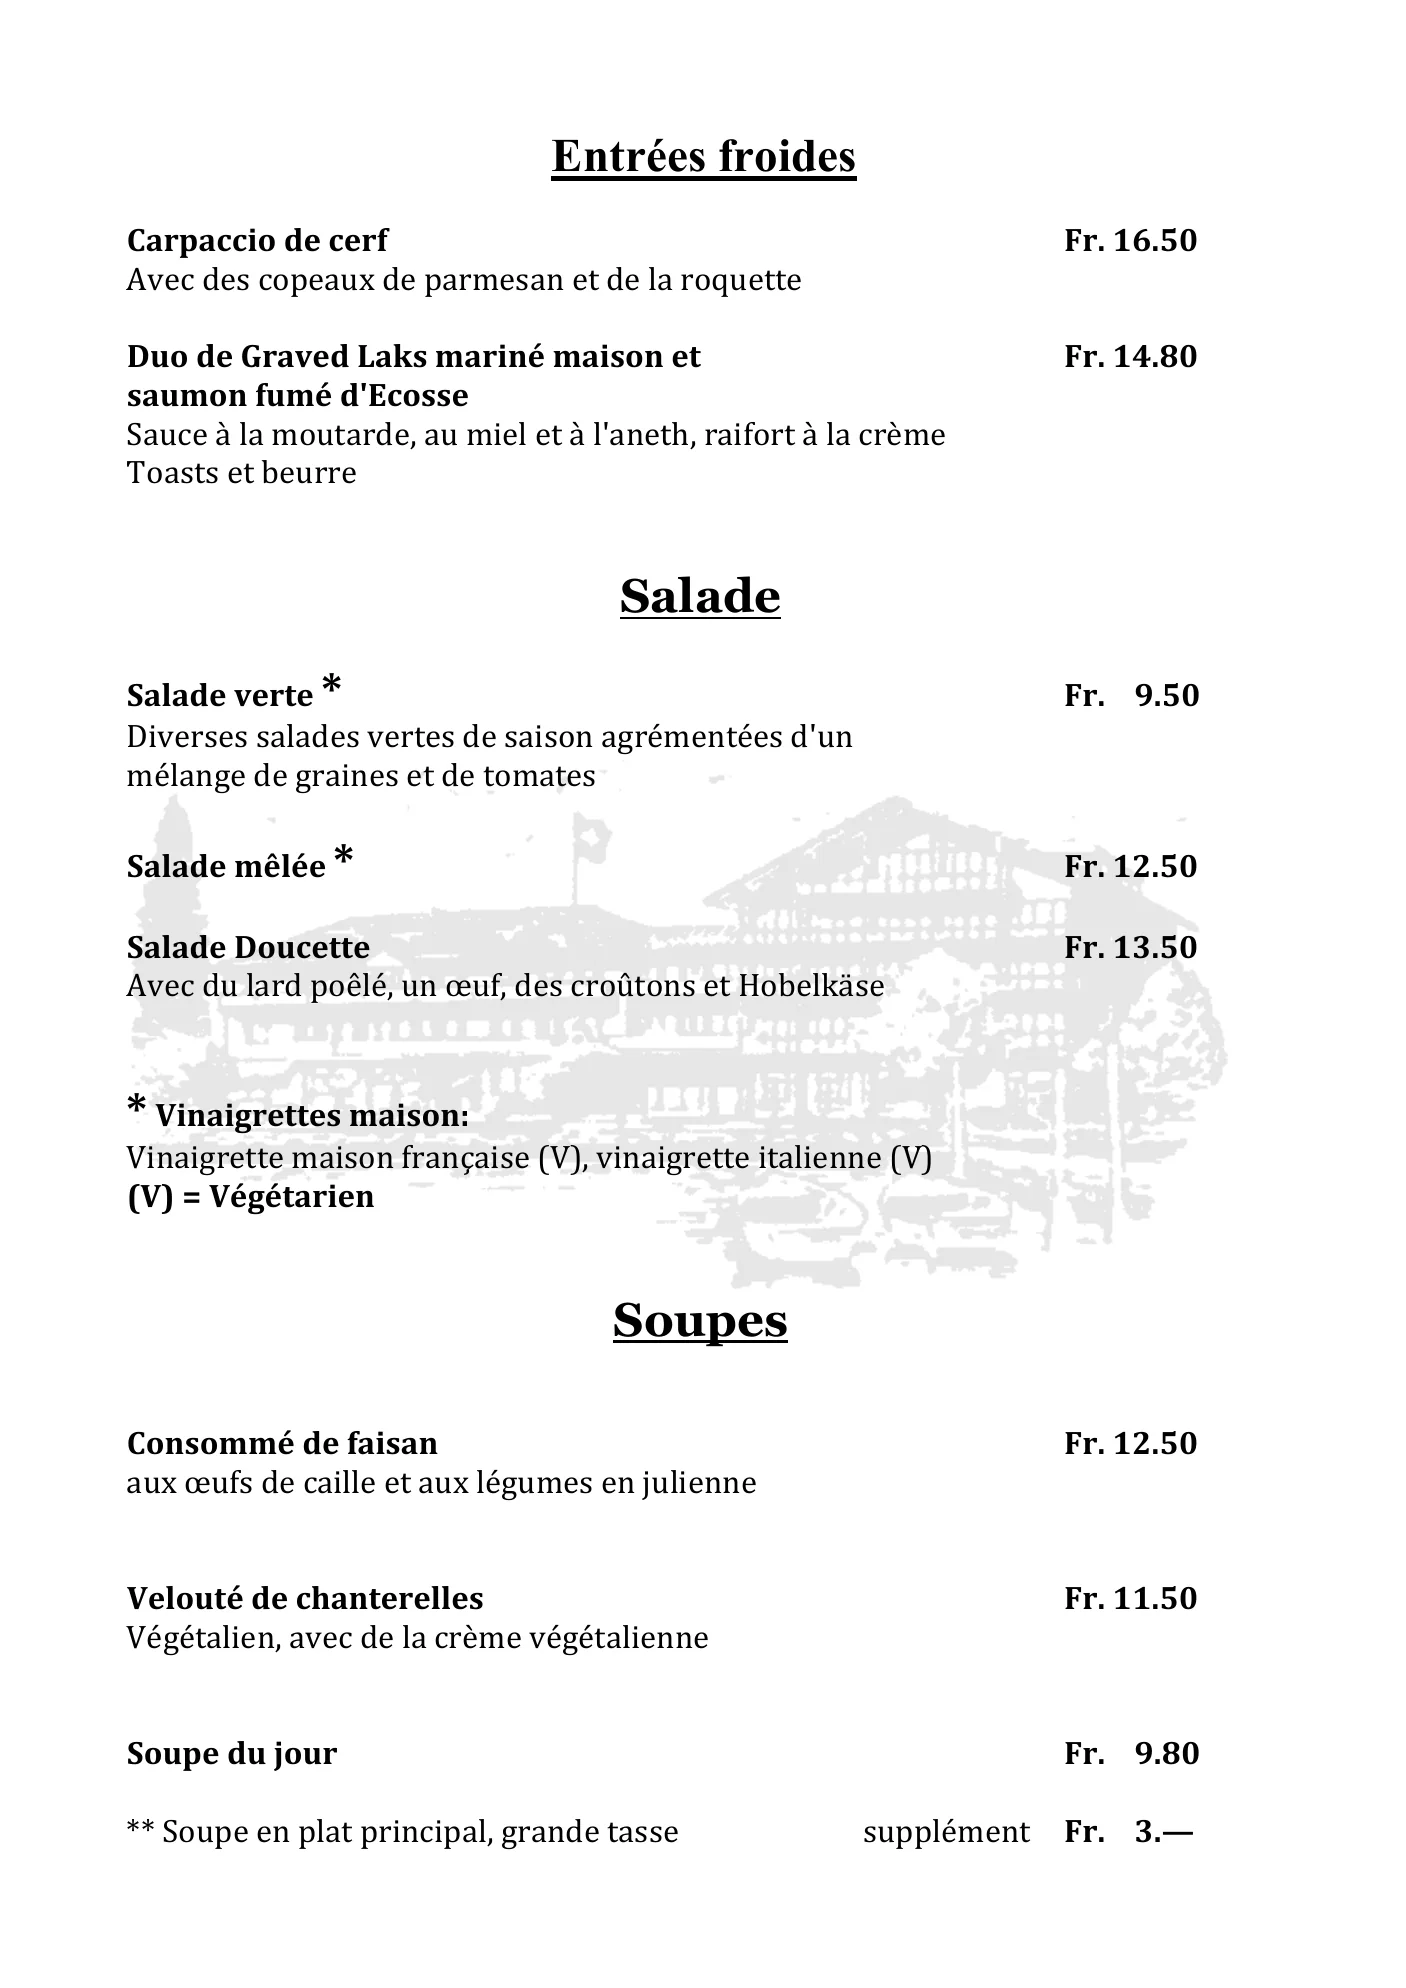 Entrées froides
Carpaccio de cerf Fr. 16.50
Avec des copeaux de parmesan et de la roquette
Duo de Graved Laks mariné maison et Fr. 14.80
saumon fumé d'Ecosse
Sauce à la moutarde, au miel et à l'aneth, raifort à la crème
Toasts et beurre
Salade
Salade verte * Fr. 9.50
Diverses salades vertes de saison agrémentées d'un
mélange de graines et de tomates
Salade mêlée * Fr. 12.50
Salade Doucette Fr. 13.50
Avec du lard poêlé, un œuf, des croûtons et Hobelkäse
* Vinaigrettes maison:
Vinaigrette maison française (V), vinaigrette italienne (V)
(V) = Végétarien
Soupes
Consommé de faisan Fr. 12.50
aux œufs de caille et aux légumes en julienne
Velouté de chanterelles Fr. 11.50
Végétalien, avec de la crème végétalienne
Soupe du jour Fr. 9.80
** Soupe en plat principal, grande tasse supplément Fr. 3.—